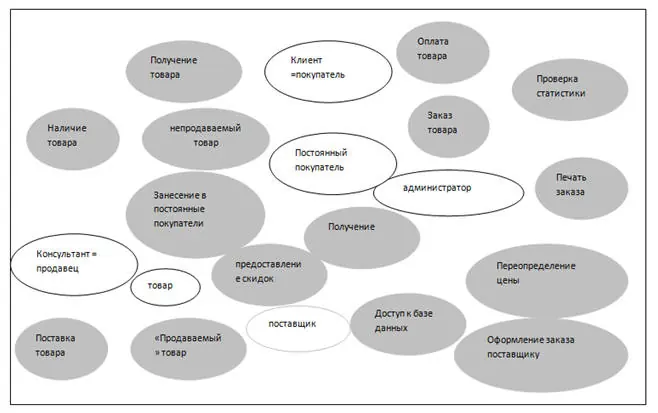 Получение
товара
Клиент
=покупатель
Оплата
товара
Проверка
статистики
Наличие
товара
непродаваемый
товар
Заказ
товара
Постоянный
покупатель
администратор
Печать
заказа
Занесение в
постоянные
покупатели
Получение
Консультант =
продавец
товар
предоставлени
е скидок
Переопределение
цены
Поставка
товара
«Продаваемый
» товар
поставщик
Доступ к базе
данных
Оформление заказа
поставщику